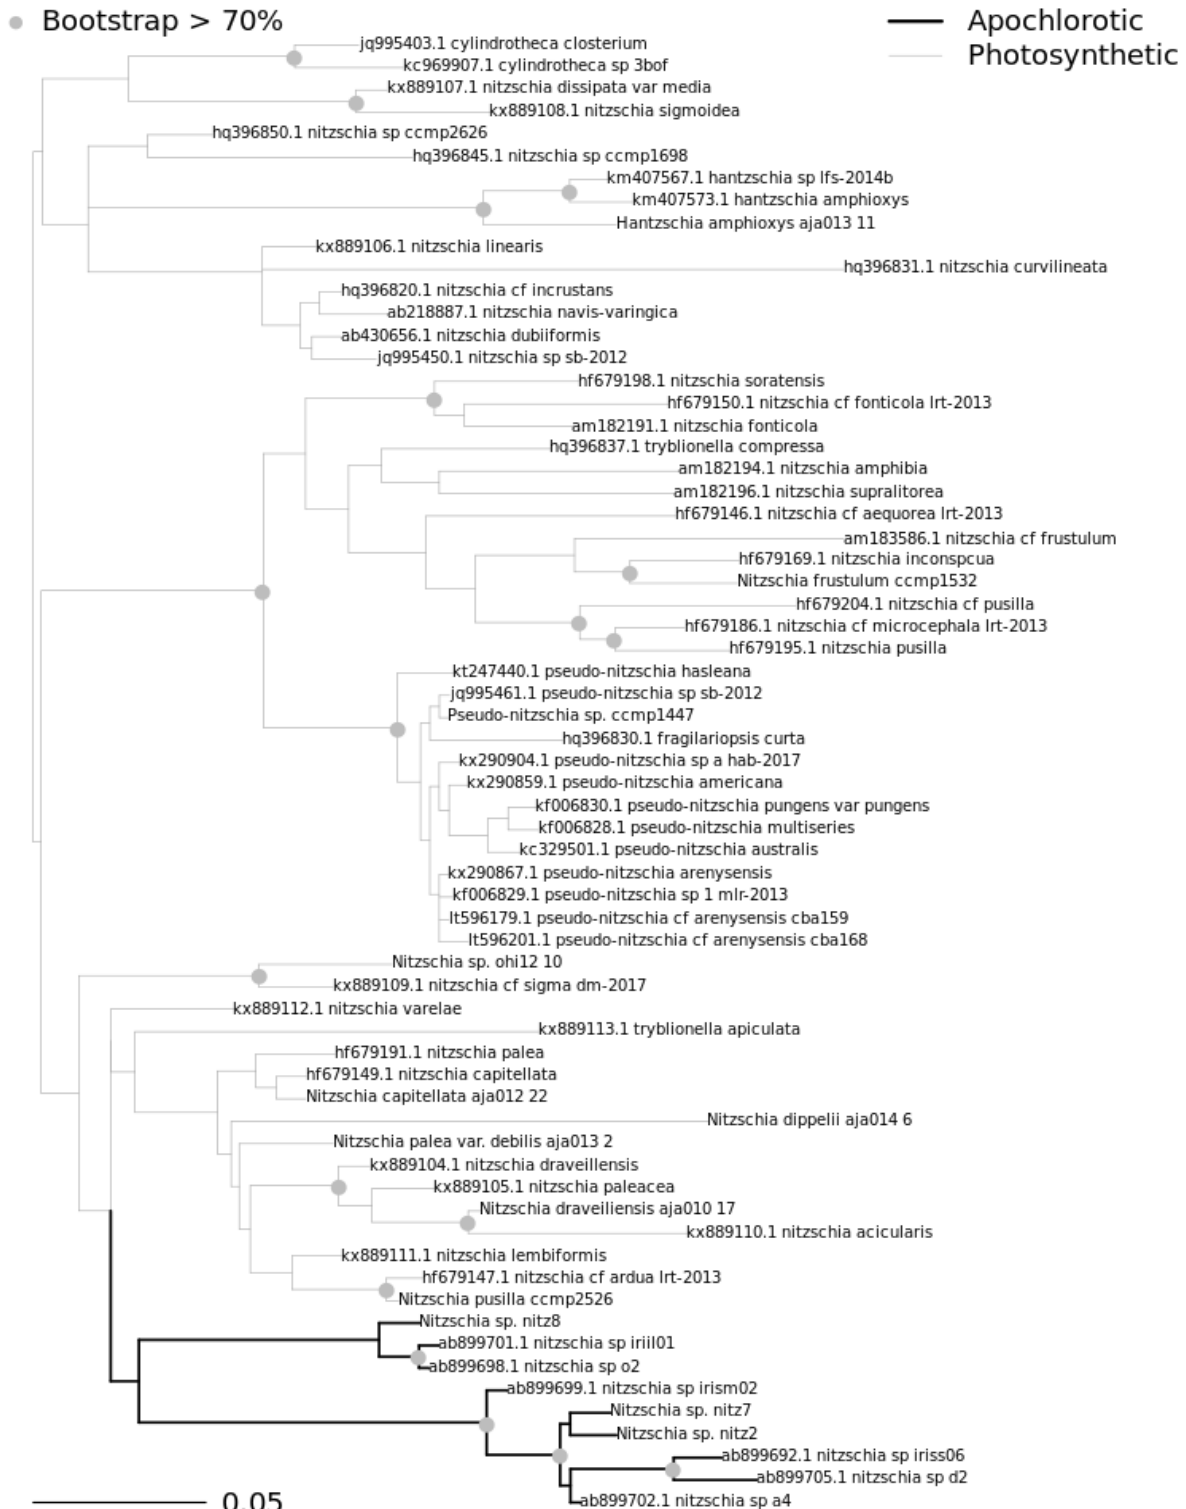 Bootstrap > 70%
Apochlorotic
Photosynthetic
jq995403.1 cylindrotheca closterium
kc969907.1 cylindrotheca sp 3bof
kx889107.1 nitzschia dissipata var media
kx889108.1 nitzschia sigmoidea
hq396850.1 nitzschia sp ccmp2626
hq396845.1 nitzschia sp ccmp1698
km407567.1 hantzschia sp lfs-2014b
km407573.1 hantzschia amphioxys
Hantzschia amphioxys aja013 11
kx889106.1 nitzschia linearis
hq396831.1 nitzschia curvilineata
hq396820.1 nitzschia cf incrustans
ab218887.1 nitzschia navis-varingica
ab430656.1 nitzschia dubiiformis
jq995450.1 nitzschia sp sb-2012
hf679198.1 nitzschia soratensis
hf679150.1 nitzschia cf fonticola lrt-2013
am182191.1 nitzschia fonticola
hq396837.1 tryblionella compressa
am182194.1 nitzschia amphibia
am182196.1 nitzschia supralitorea
hf679146.1 nitzschia cf aequorea lrt-2013
am183586.1 nitzschia cf frustulum
hf679169.1 nitzschia inconspcua
Nitzschia frustulum ccmp1532
hf679204.1 nitzschia cf pusilla
hf679186.1 nitzschia cf microcephala lrt-2013
hf679195.1 nitzschia pusilla
kt247440.1 pseudo-nitzschia hasleana
jq995461.1 pseudo-nitzschia sp sb-2012
Pseudo-nitzschia sp. ccmp1447
hq396830.1 fragilariopsis curta
kx290904.1 pseudo-nitzschia sp a hab-2017
kx290859.1 pseudo-nitzschia americana
kf006830.1 pseudo-nitzschia pungens var pungens
kf006828.1 pseudo-nitzschia multiseries
kc329501.1 pseudo-nitzschia australis
kx290867.1 pseudo-nitzschia arenysensis
kf006829.1 pseudo-nitzschia sp 1 mlr-2013
lt596179.1 pseudo-nitzschia cf arenysensis cba159
lt596201.1 pseudo-nitzschia cf arenysensis cba168
Nitzschia sp. ohi12 10
kx889109.1 nitzschia cf sigma dm-2017
kx889112.1 nitzschia varelae
kx889113.1 tryblionella apiculata
hf679191.1 nitzschia palea
hf679149.1 nitzschia capitellata
Nitzschia capitellata aja012 22
Nitzschia dippelii aja014 6
Nitzschia palea var. debilis aja013 2
kx889104.1 nitzschia draveillensis
kx889105.1 nitzschia paleacea
Nitzschia draveiliensis aja010 17
kx889110.1 nitzschia acicularis
kx889111.1 nitzschia lembiformis
hf679147.1 nitzschia cf ardua lrt-2013
Nitzschia pusilla ccmp2526
Nitzschia sp. nitz8
ab899701.1 nitzschia sp iriil01
ab899698.1 nitzschia sp o2
ab899699.1 nitzschia sp irism02
Nitzschia sp. nitz7
Nitzschia sp. nitz2
ab899692.1 nitzschia sp iriss06
ab899705.1 nitzschia sp d2
ab899702.1 nitzschia sp a4
0.05